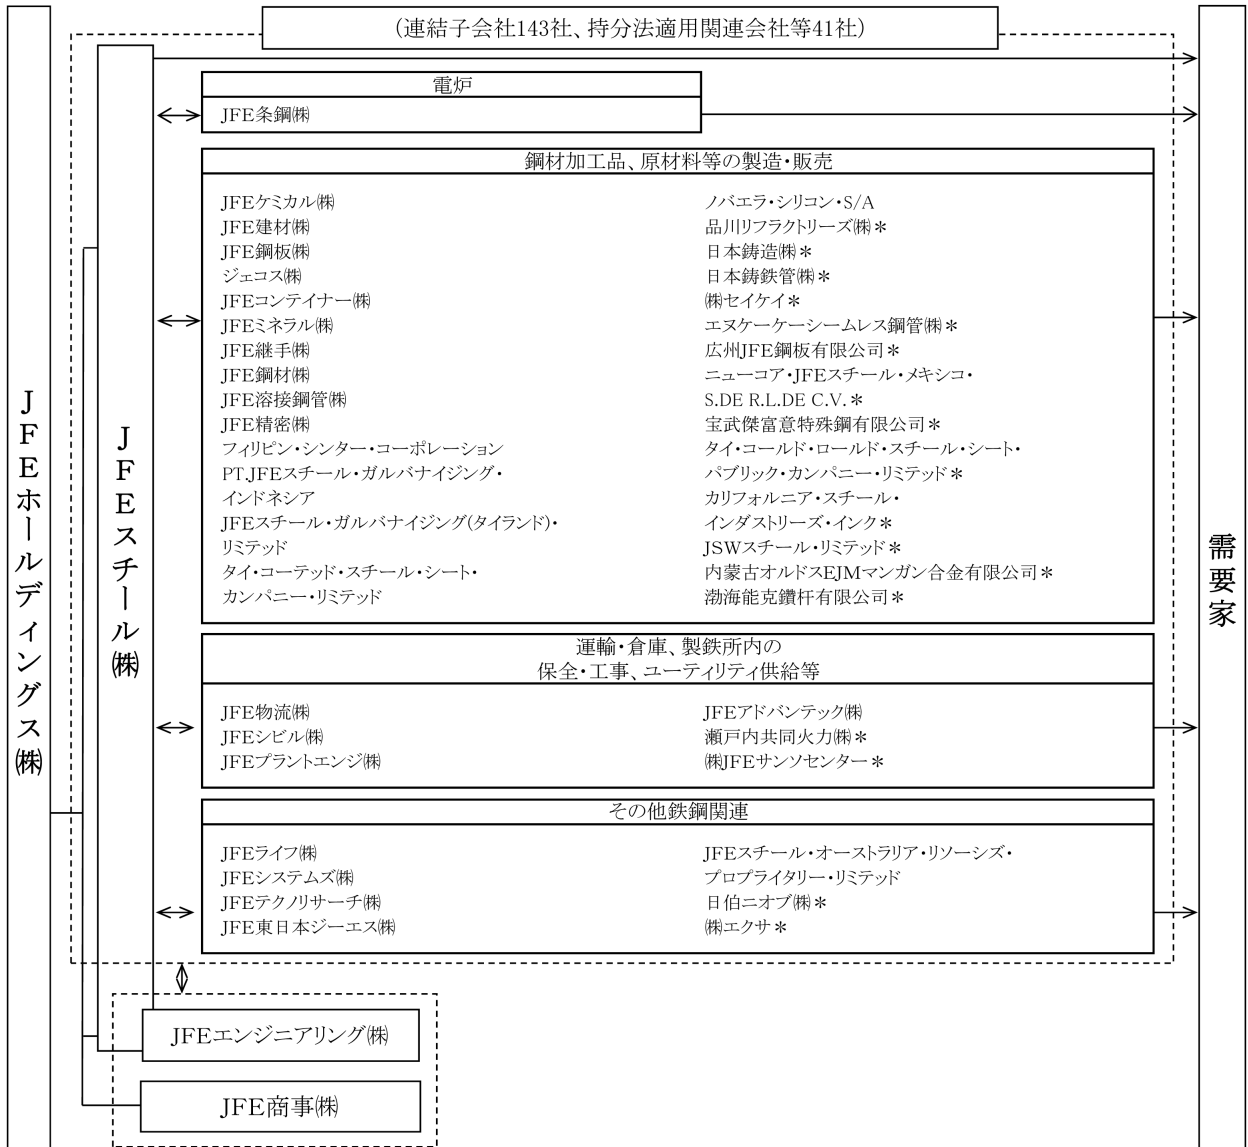 (連結子会社143社、持分法適用関連会社等41社)
JFEホールディングス㈱
JFEスチール㈱
電炉
JFE条鋼㈱
鋼材加工品、原材料等の製造・販売
JFEケミカル㈱
JFE建材㈱
JFE鋼板㈱
ジェコス㈱
JFEコンテイナー㈱
JFEミネラル㈱
JFE継手㈱
JFE鋼材㈱
JFE溶接鋼管㈱
JFE精密㈱
フィリピン・シンター・コーポレーション
PT.JFEスチール・ガルバナイジング・
インドネシア
JFEスチール・ガルバナイジング(タイランド)・
リミテッド
タイ・コーテッド・スチール・シート・
カンパニー・リミテッド
ノバエラ・シリコン・S/A
品川リフラクトリーズ㈱＊
日本鋳造㈱＊
日本鋳鉄管㈱＊
㈱セイケイ＊
エヌケーケーシームレス鋼管㈱＊
広州JFE鋼板有限公司＊
ニューコア・JFEスチール・メキシコ・
S.DE R.L.DE C.V.＊
宝武傑富意特殊鋼有限公司＊
タイ・コールド・ロールド・スチール・シート・
パブリック・カンパニー・リミテッド＊
カリフォルニア・スチール・
インダストリーズ・インク＊
JSWスチール・リミテッド＊
内蒙古オルドスEJMマンガン合金有限公司＊
渤海能克鑽杆有限公司＊
運輸・倉庫、製鉄所内の
保全・工事、ユーティリティ供給等
JFE物流㈱
JFEシビル㈱
JFEプラントエンジ㈱
JFEアドバンテック㈱
瀬戸内共同火力㈱＊
㈱JFEサンソセンター＊
その他鉄鋼関連
JFEライフ㈱
JFEシステムズ㈱
JFEテクノリサーチ㈱
JFE東日本ジーエス㈱
JFEスチール・オーストラリア・リソーシズ・
プロプライタリー・リミテッド
日伯ニオブ㈱＊
㈱エクサ＊
JFEエンジニアリング㈱
JFE商事㈱
需要家